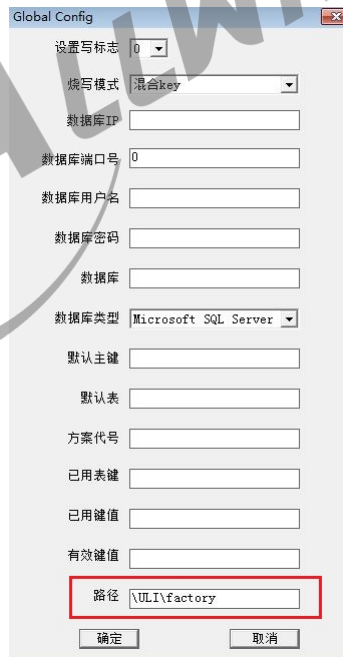 Global Config
设置写标志 0
烧写模式 混合key
数据库IP
数据库端口号 0
数据库用户名
数据库密码
数据库
数据库类型 Microsoft SQL Server
默认主键
默认表
方案代号
已用表键
已用键值
有效键值
路径 \ULI\factory
确定 取消
ALLWI